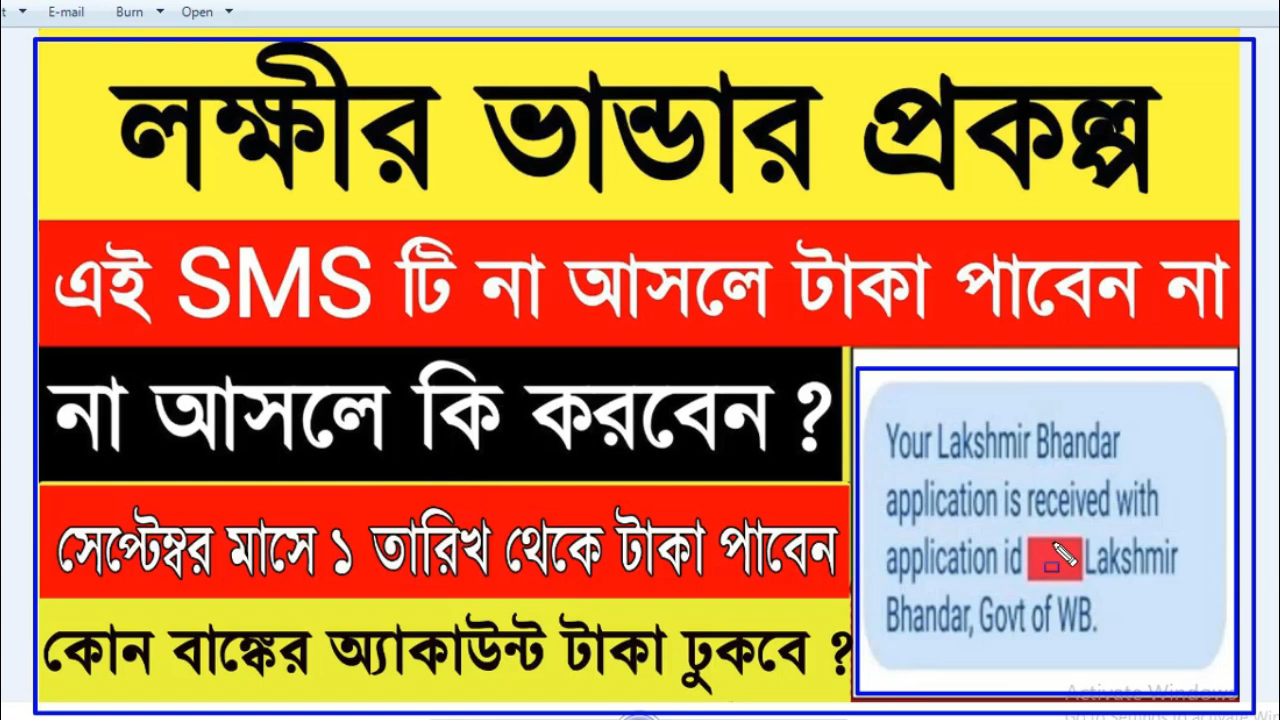 E-mail Burn Open
লক্ষীর ভান্ডার প্রকল্প
এই SMS টি না আসলে টাকা পাবেন না
না আসলে কি করবেন ?
সেপ্টেম্বর মাসে ১ তারিখ থেকে টাকা পাবেন
কোন বাঙ্কের অ্যাকাউন্ট টাকা ঢুকবে ?
Your Lakshmir Bhandar
application is received with
application id Lakshmir
Bhandar, Govt of WB.
Activate Windows